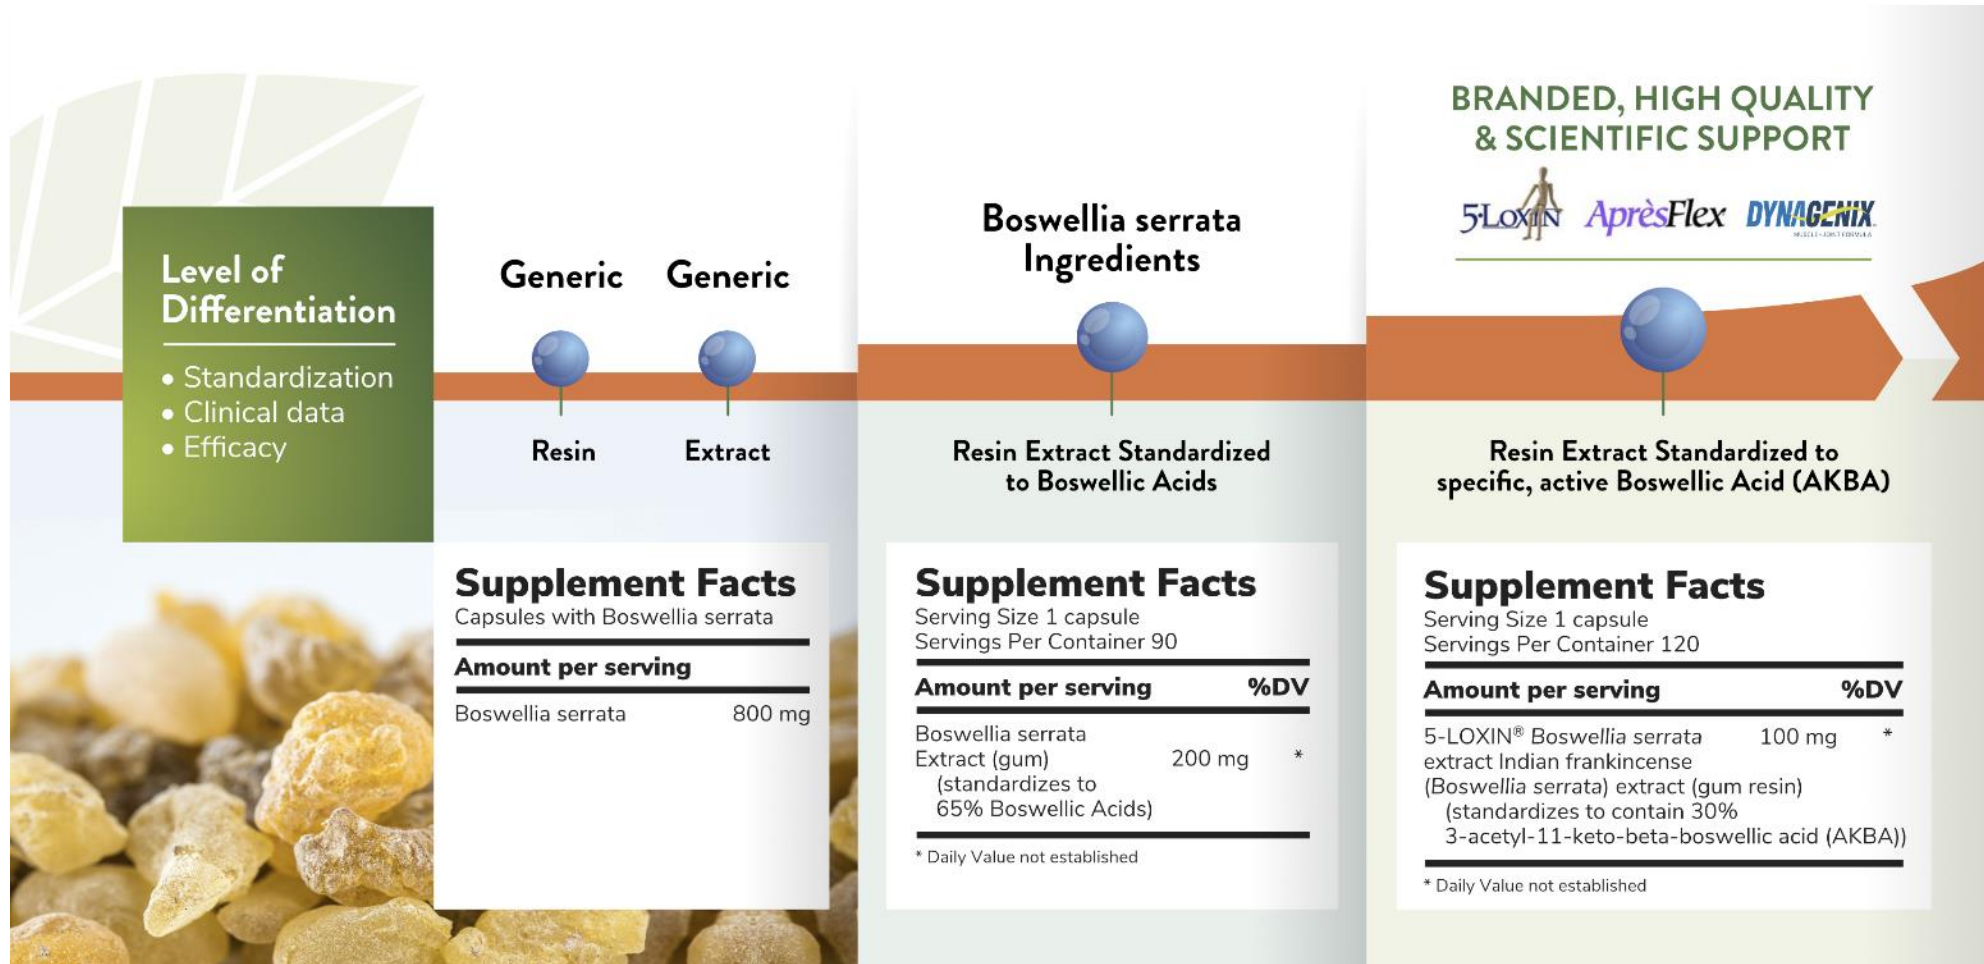 Level of
Differentiation
• Standardization
• Clinical data
• Efficacy
Generic
Resin
Generic
Extract
Supplement Facts
Capsules with Boswellia serrata
Amount per serving
Boswellia serrata 800 mg
Boswellia serrata
Ingredients
Resin Extract Standardized
to Boswellic Acids
Supplement Facts
Serving Size 1 capsule
Servings Per Container 90
Amount per serving %DV
Boswellia serrata
Extract (gum) 200 mg *
(standardizes to
65% Boswellic Acids)
* Daily Value not established
BRANDED, HIGH QUALITY
& SCIENTIFIC SUPPORT
5-LOXIN AprèsFlex DYNAGENIX
MUSCLE + JOINT FORMULA
Resin Extract Standardized to
specific, active Boswellic Acid (AKBA)
Supplement Facts
Serving Size 1 capsule
Servings Per Container 120
Amount per serving %DV
5-LOXIN® Boswellia serrata 100 mg *
extract Indian frankincense
(Boswellia serrata) extract (gum resin)
(standardizes to contain 30%
3-acetyl-11-keto-beta-boswellic acid (AKBA))
* Daily Value not established